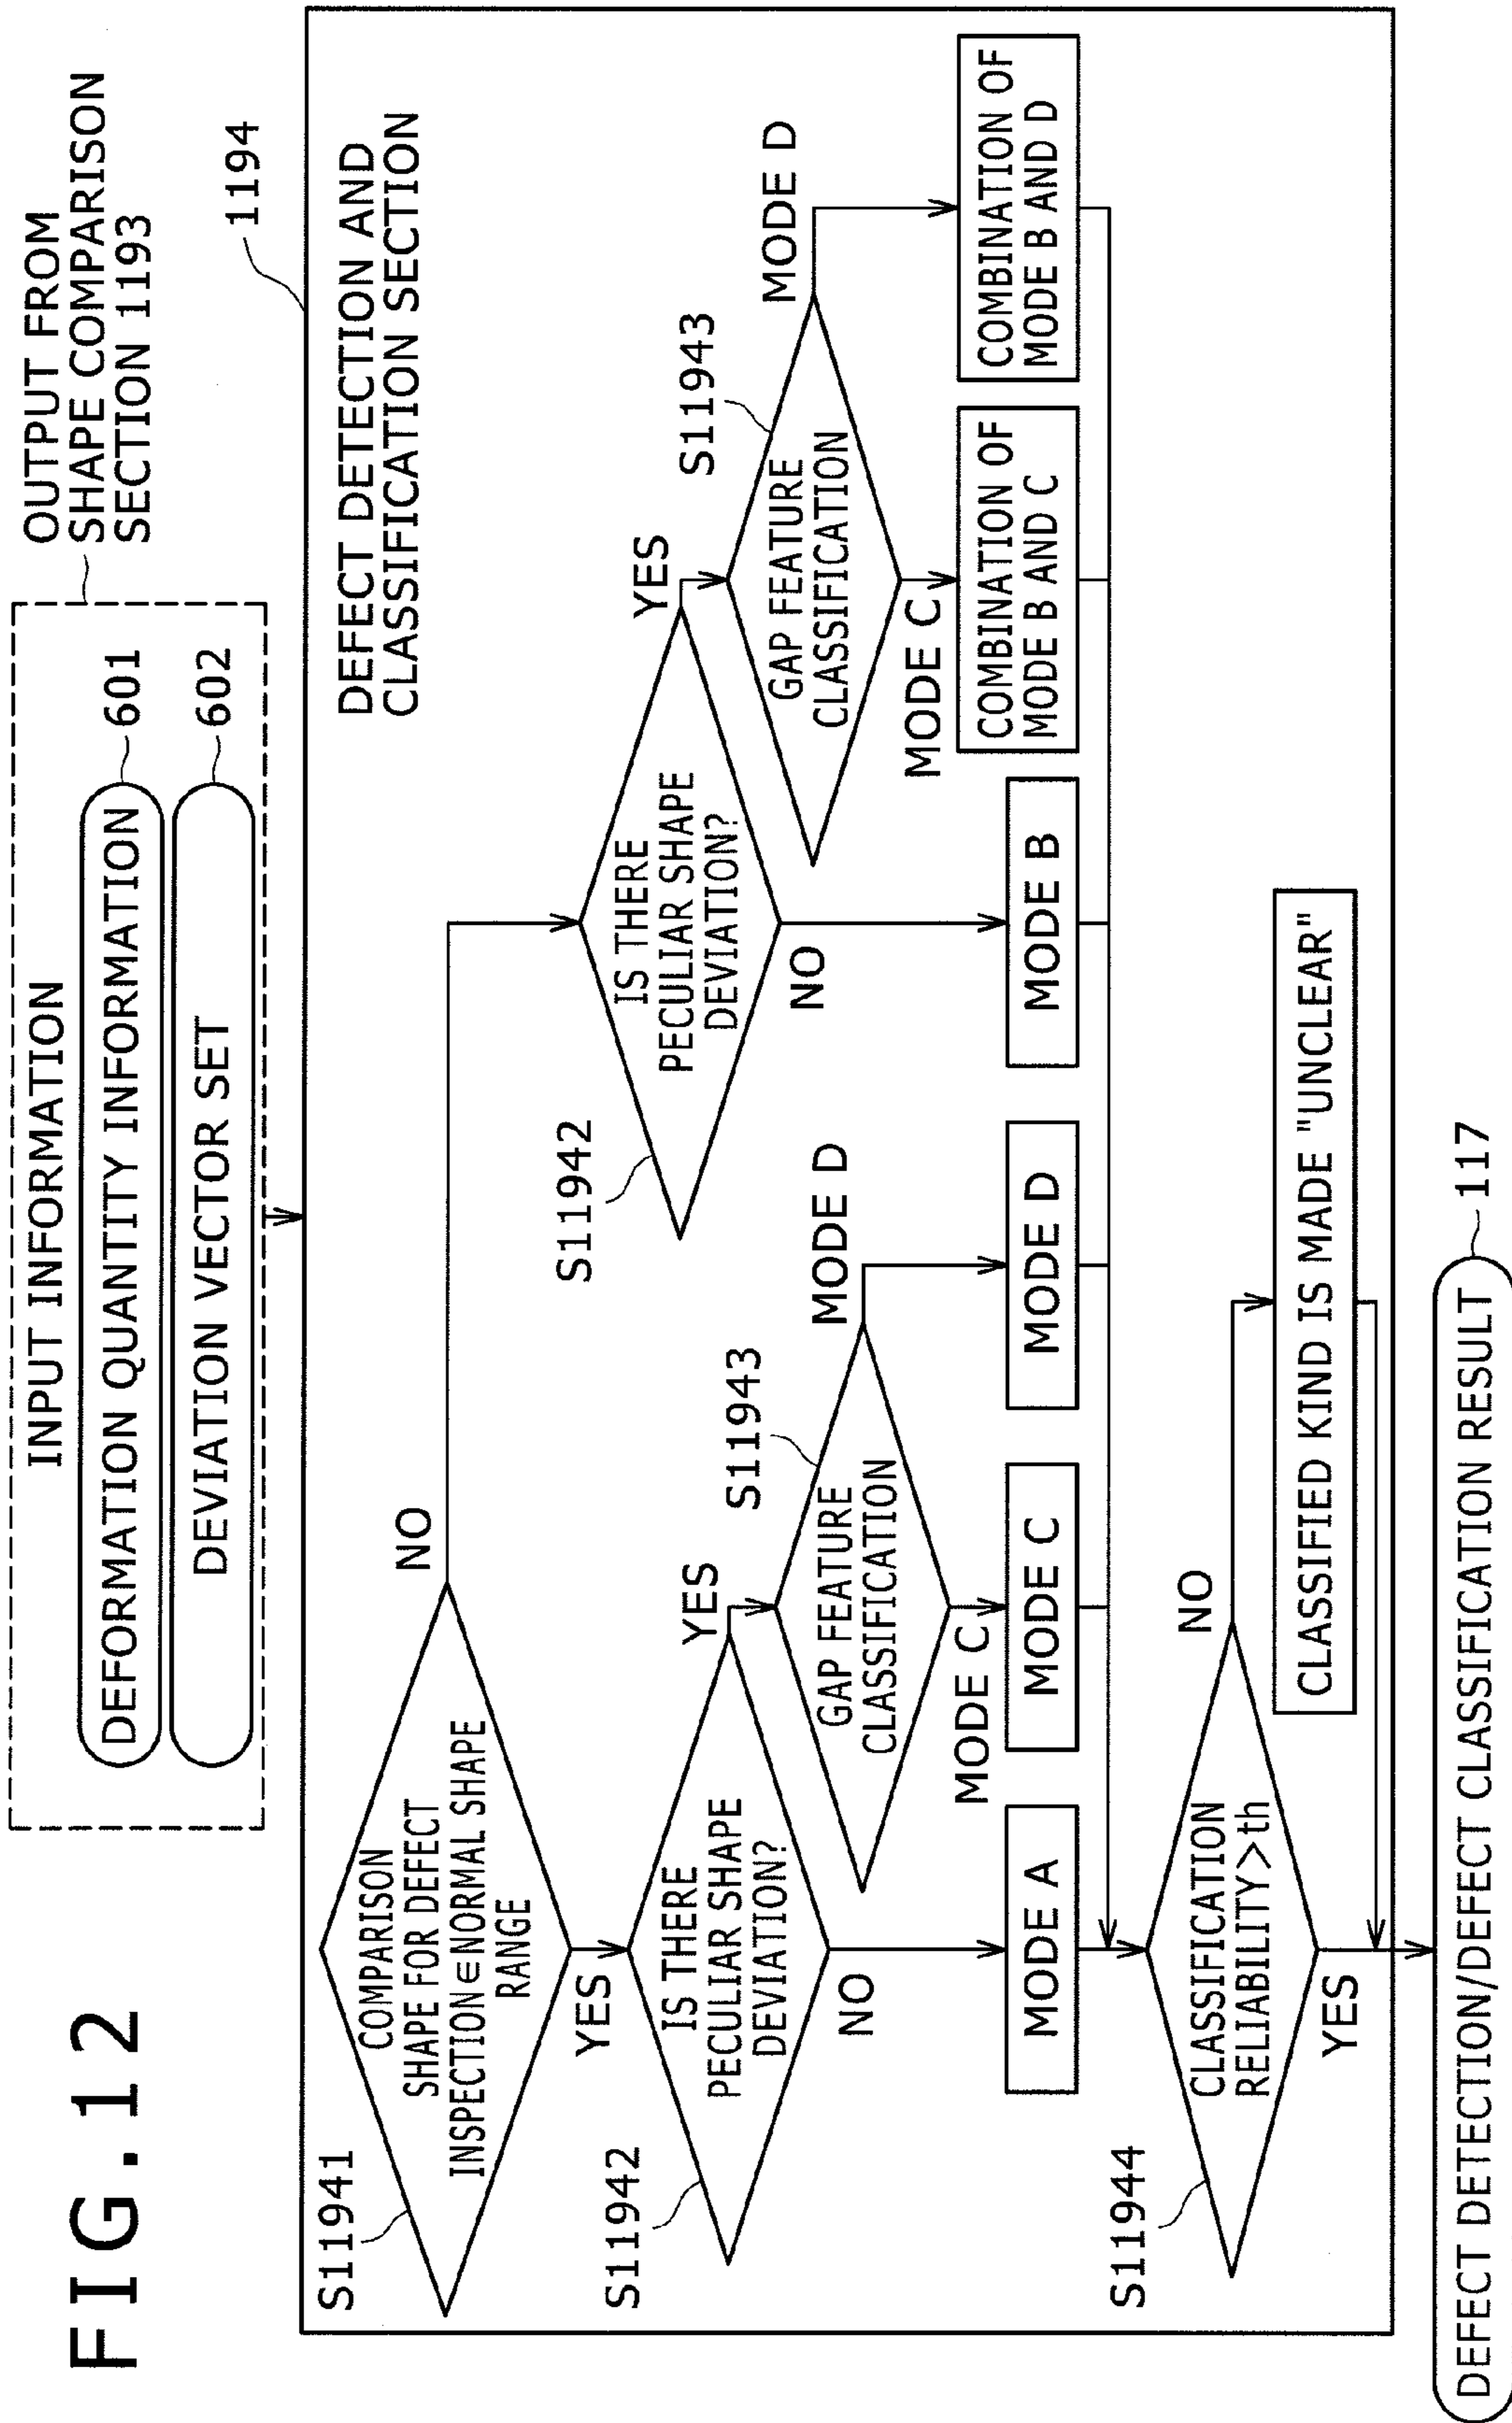 FIG.12
INPUT INFORMATION
DEFORMATION QUANTITY INFORMATION
601
DEVIATION VECTOR SET
602
OUTPUT FROM
SHAPE COMPARISON
SECTION 1193
1194
DEFECT DETECTION AND
CLASSIFICATION SECTION
S11941
COMPARISON
SHAPE FOR DEFECT
INSPECTION∈NORMAL SHAPE
RANGE
NO
YES
S11942
IS THERE
PECULIAR SHAPE
DEVIATION?
YES
NO
S11943
GAP FEATURE
CLASSIFICATION
MODE D
MODE C
S11942
IS THERE
PECULIAR SHAPE
DEVIATION?
YES
NO
S11943
GAP FEATURE
CLASSIFICATION
MODE D
MODE C
MODE A
MODE C
MODE D
MODE B
COMBINATION OF
MODE B AND C
COMBINATION OF
MODE B AND D
S11944
CLASSIFICATION
RELIABILITY>th
NO
YES
CLASSIFIED KIND IS MADE "UNCLEAR"
DEFECT DETECTION/DEFECT CLASSIFICATION RESULT
117